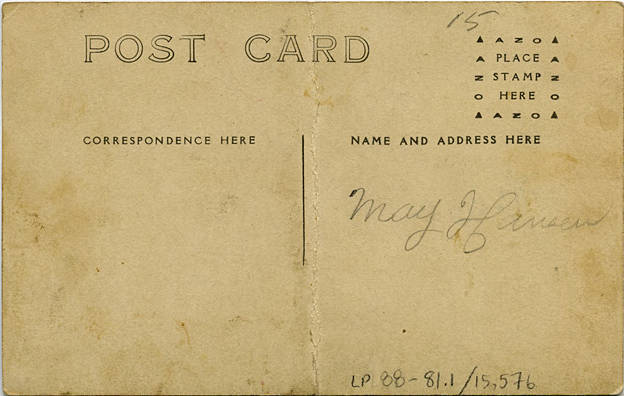 15
POST CARD
▲ AZO ▲
A PLACE A
N STAMP N
O HERE O
▲ AZO ▲
CORRESPONDENCE HERE
NAME AND ADDRESS HERE
May Hansen
LP 88-81.1/15,576